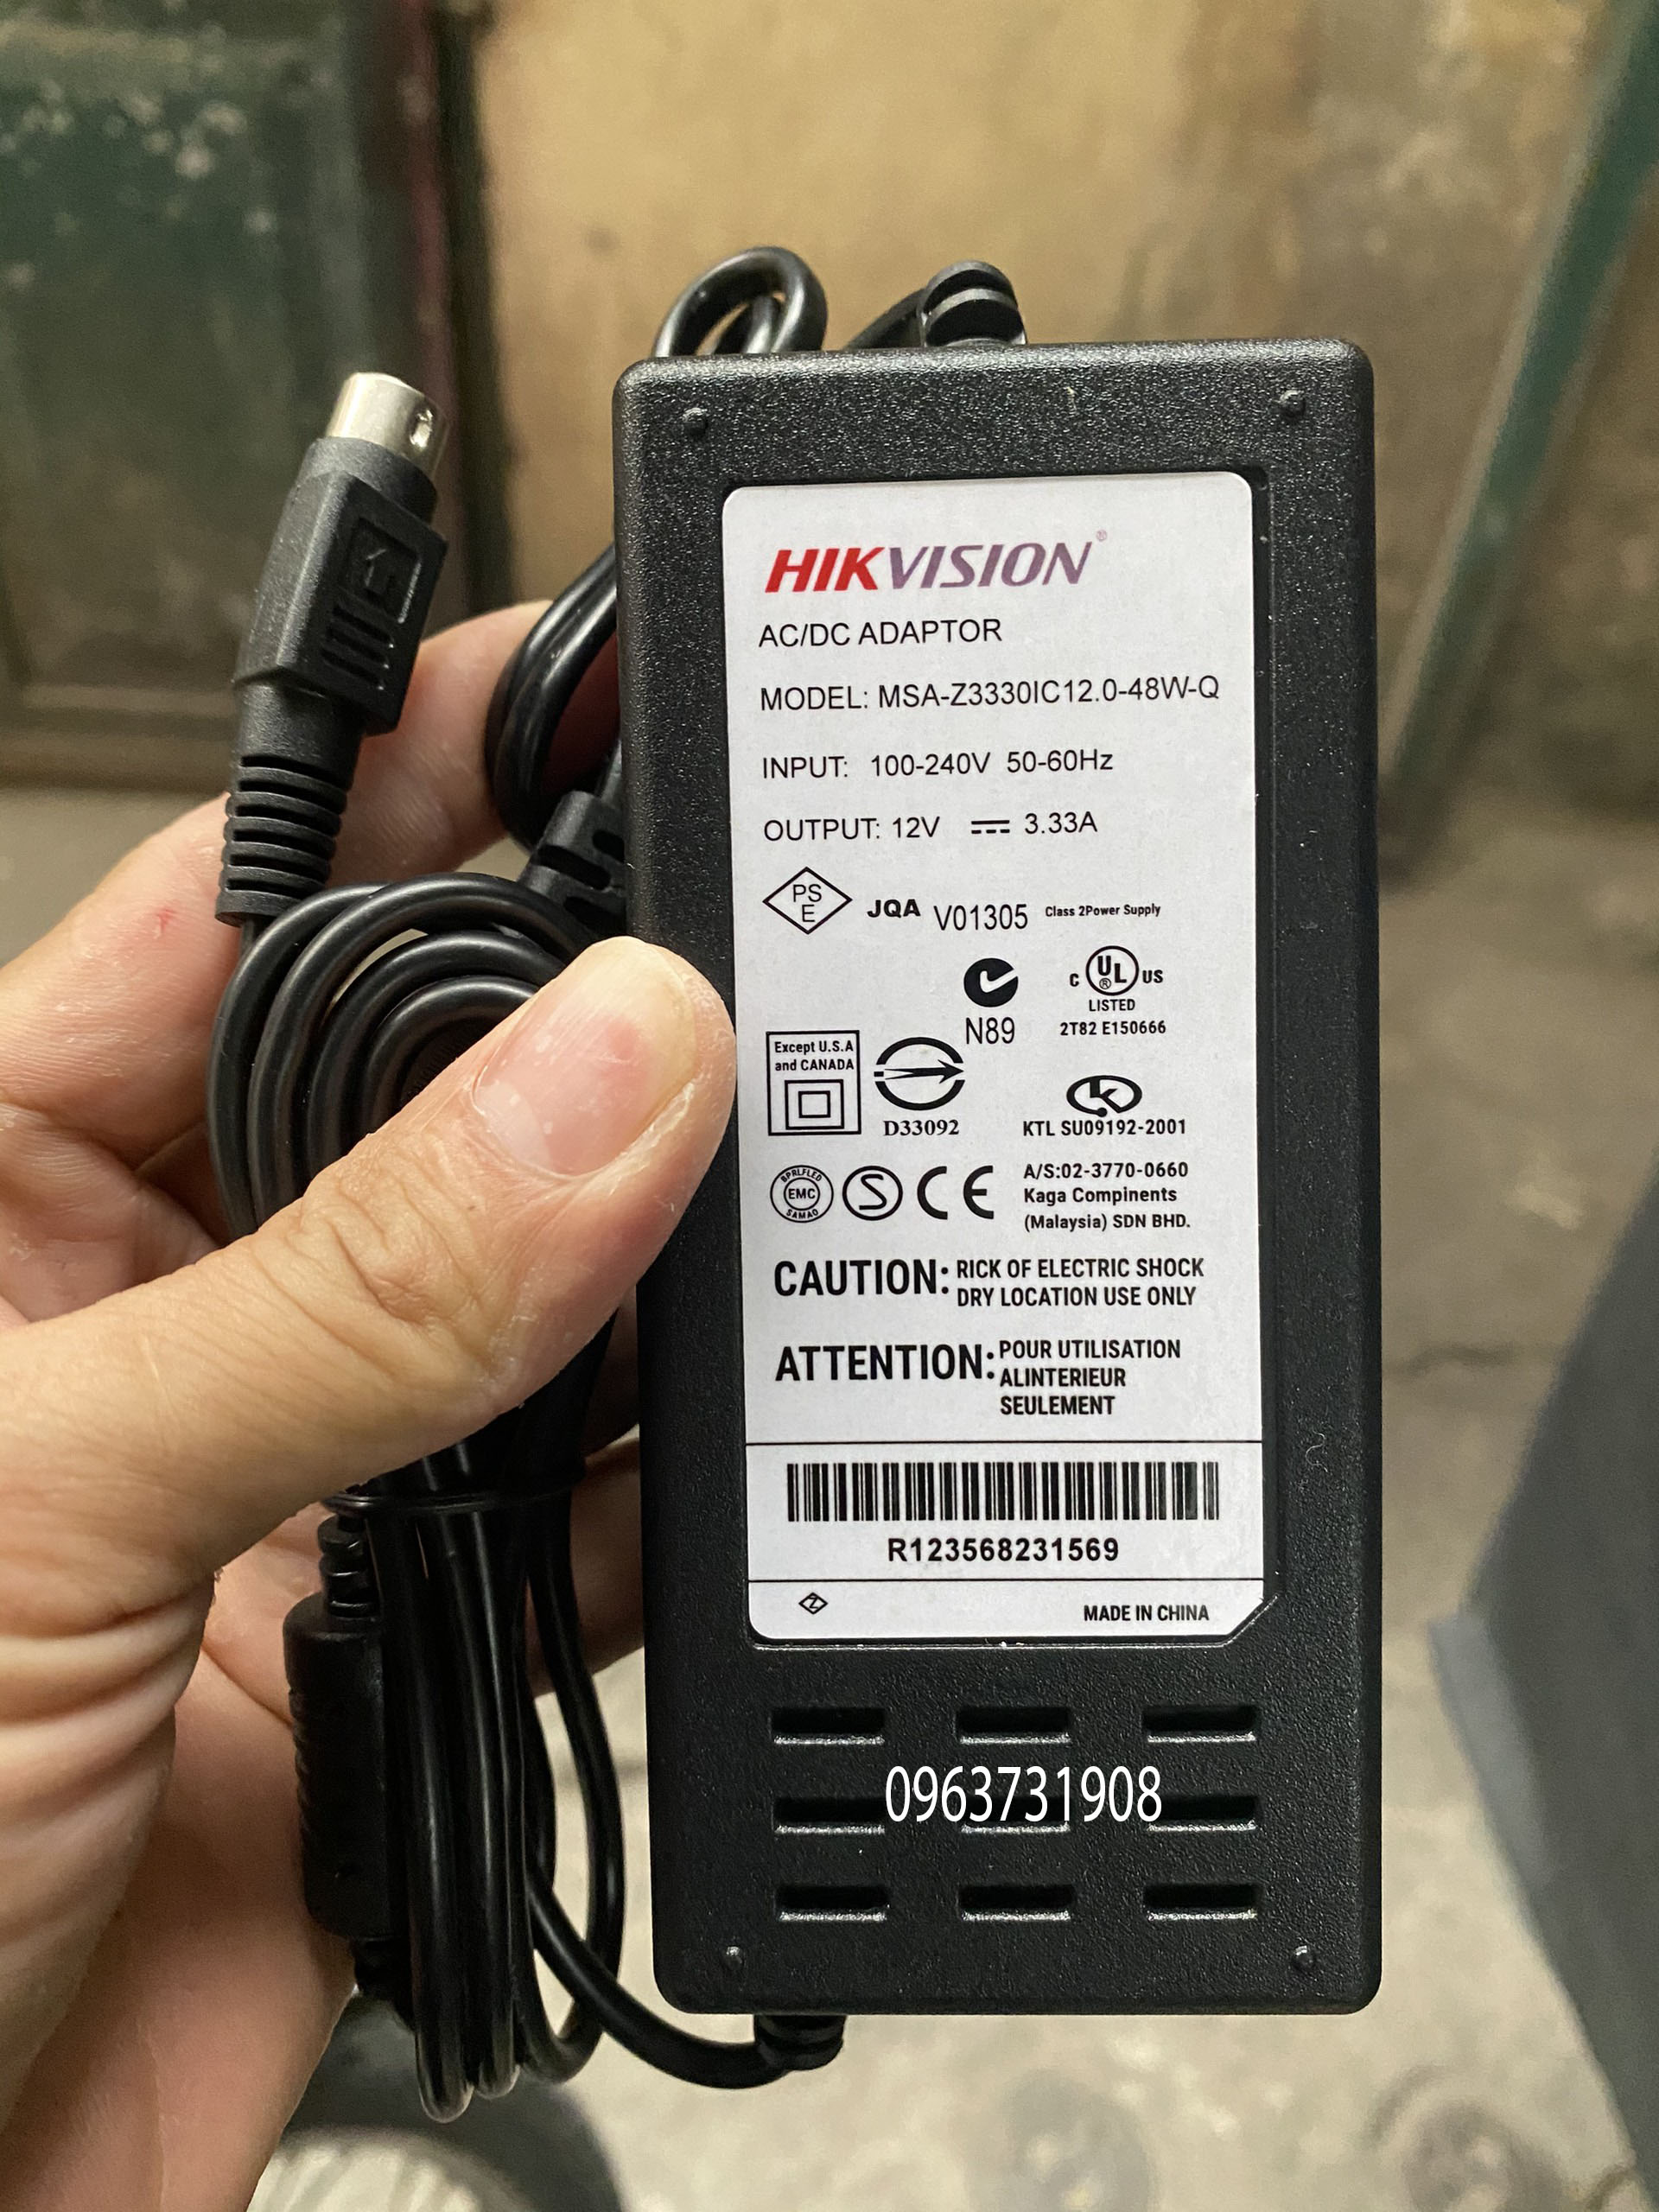 HIKVISION®
AC/DC ADAPTOR
MODEL: MSA-Z3330IC12.0-48W-Q
INPUT: 100-240V 50-60Hz
OUTPUT: 12V ⎓ 3.33A
PS
E
JQA V01305 Class 2Power Supply
N89
C UL® US
LISTED
2T82 E150666
Except U.S.A
and CANADA
D33092
KTL SU09192-2001
BPRLFLED
EMC
SAMAO
S CE
A/S:02-3770-0660
Kaga Compinents
(Malaysia) SDN BHD.
CAUTION: RICK OF ELECTRIC SHOCK
DRY LOCATION USE ONLY
ATTENTION: POUR UTILISATION
ALINTERIEUR
SEULEMENT
R123568231569
Z
MADE IN CHINA
0963731908